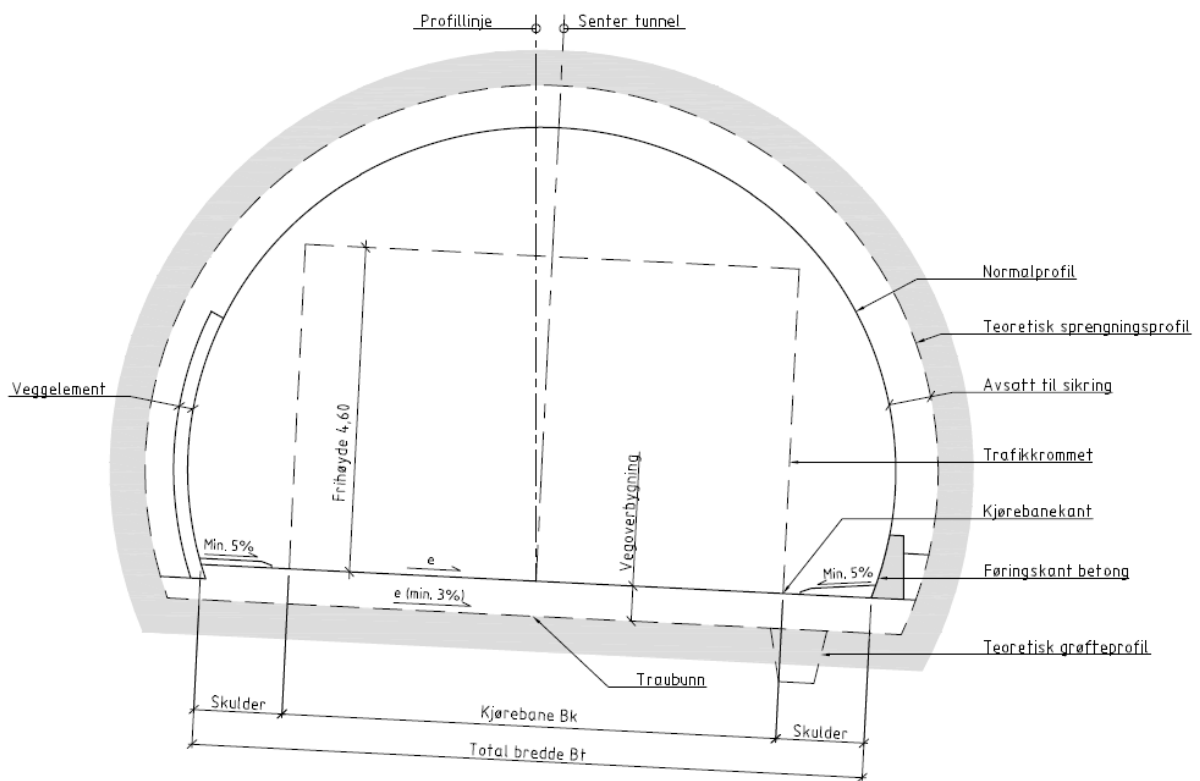 Profillinje
Senter tunnel
Normalprofil
Teoretisk sprengningsprofil
Veggelement
Avsatt til sikring
Frihøyde 4,60
Trafikkrommet
Vegoverbygning
Kjørebanekant
Min. 5%
e
Min. 5%
Føringskant betong
e (min. 3%)
Teoretisk grøfteprofil
Traubunn
Skulder
Kjørebane Bk
Skulder
Total bredde Bt